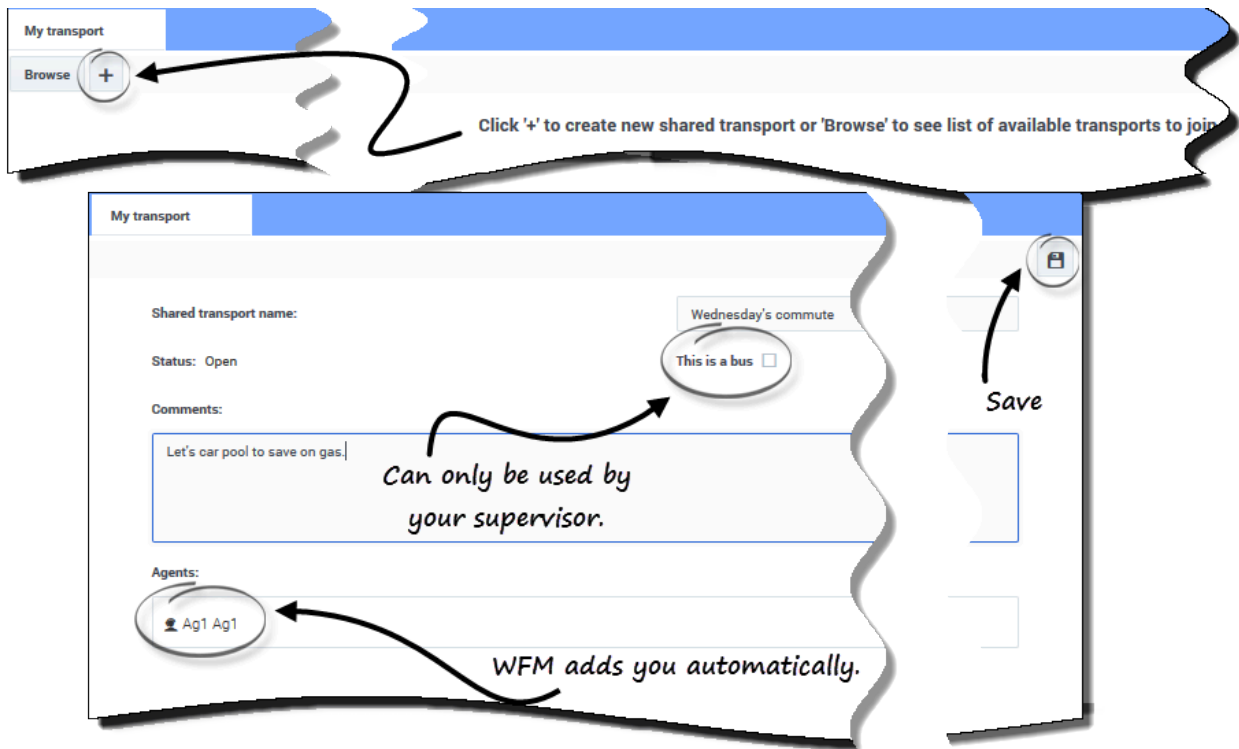 My transport
Browse +
Click '+' to create new shared transport or 'Browse' to see list of available transports to join
My transport
Shared transport name: Wednesday's commute
Status: Open This is a bus
Save
Comments:
Let's car pool to save on gas.
Can only be used by
your supervisor.
Agents:
Ag1 Ag1
WFM adds you automatically.